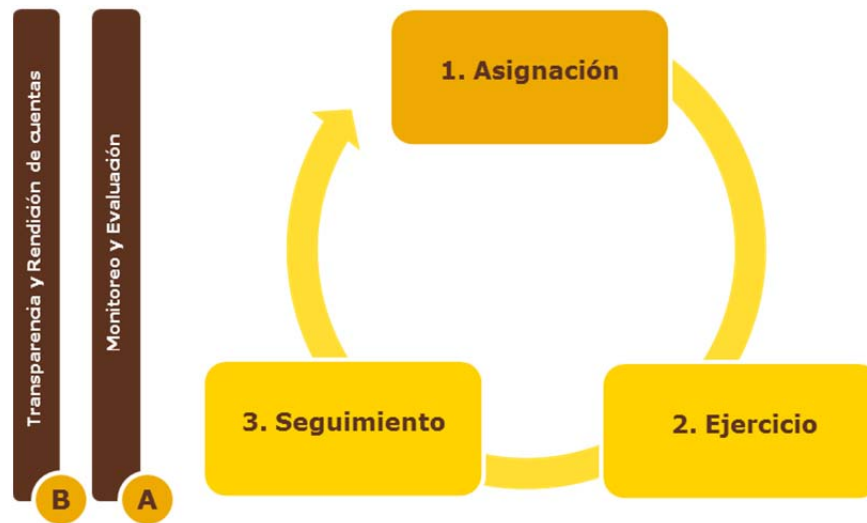 Transparencia y Rendición de cuentas
B
Monitoreo y Evaluación
A
1. Asignación
2. Ejercicio
3. Seguimiento